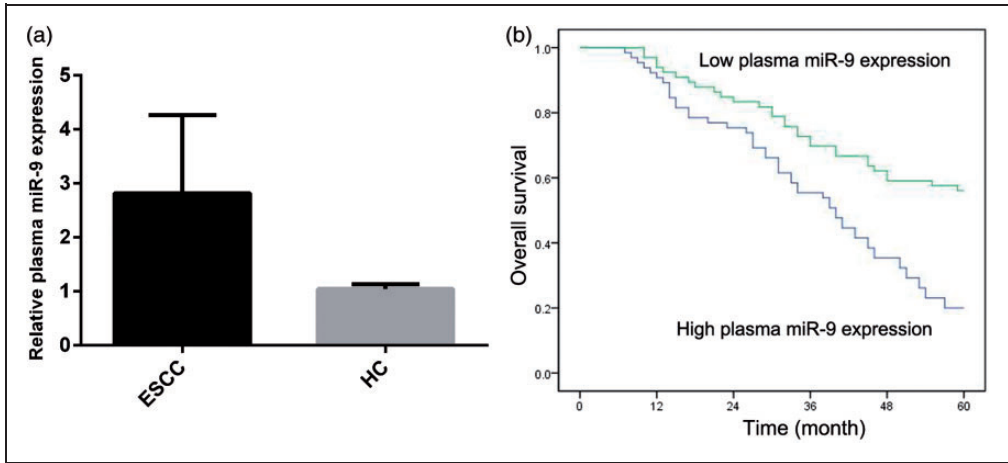 (a)
Relative plasma miR-9 expression
5
4
3
2
1
0
ESCC
HC
(b)
Low plasma miR-9 expression
High plasma miR-9 expression
Overall survival
1.0
0.8
0.6
0.4
0.2
0.0
0
12
24
36
48
60
Time (month)